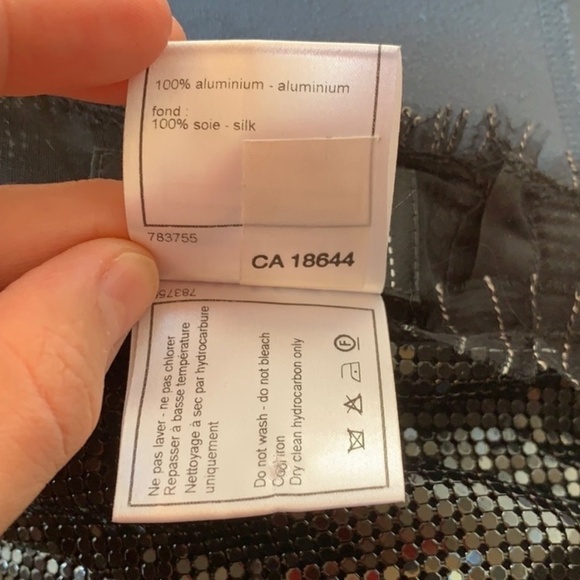 100% aluminium - aluminium
fond :
100% soie - silk
783755
CA 18644
783755
Ne pas laver - ne pas chlorer
Repasser à basse température
Nettoyage à sec par hydrocarbure
uniquement
Do not wash - do not bleach
Cool iron
Dry clean hydrocarbon only
F